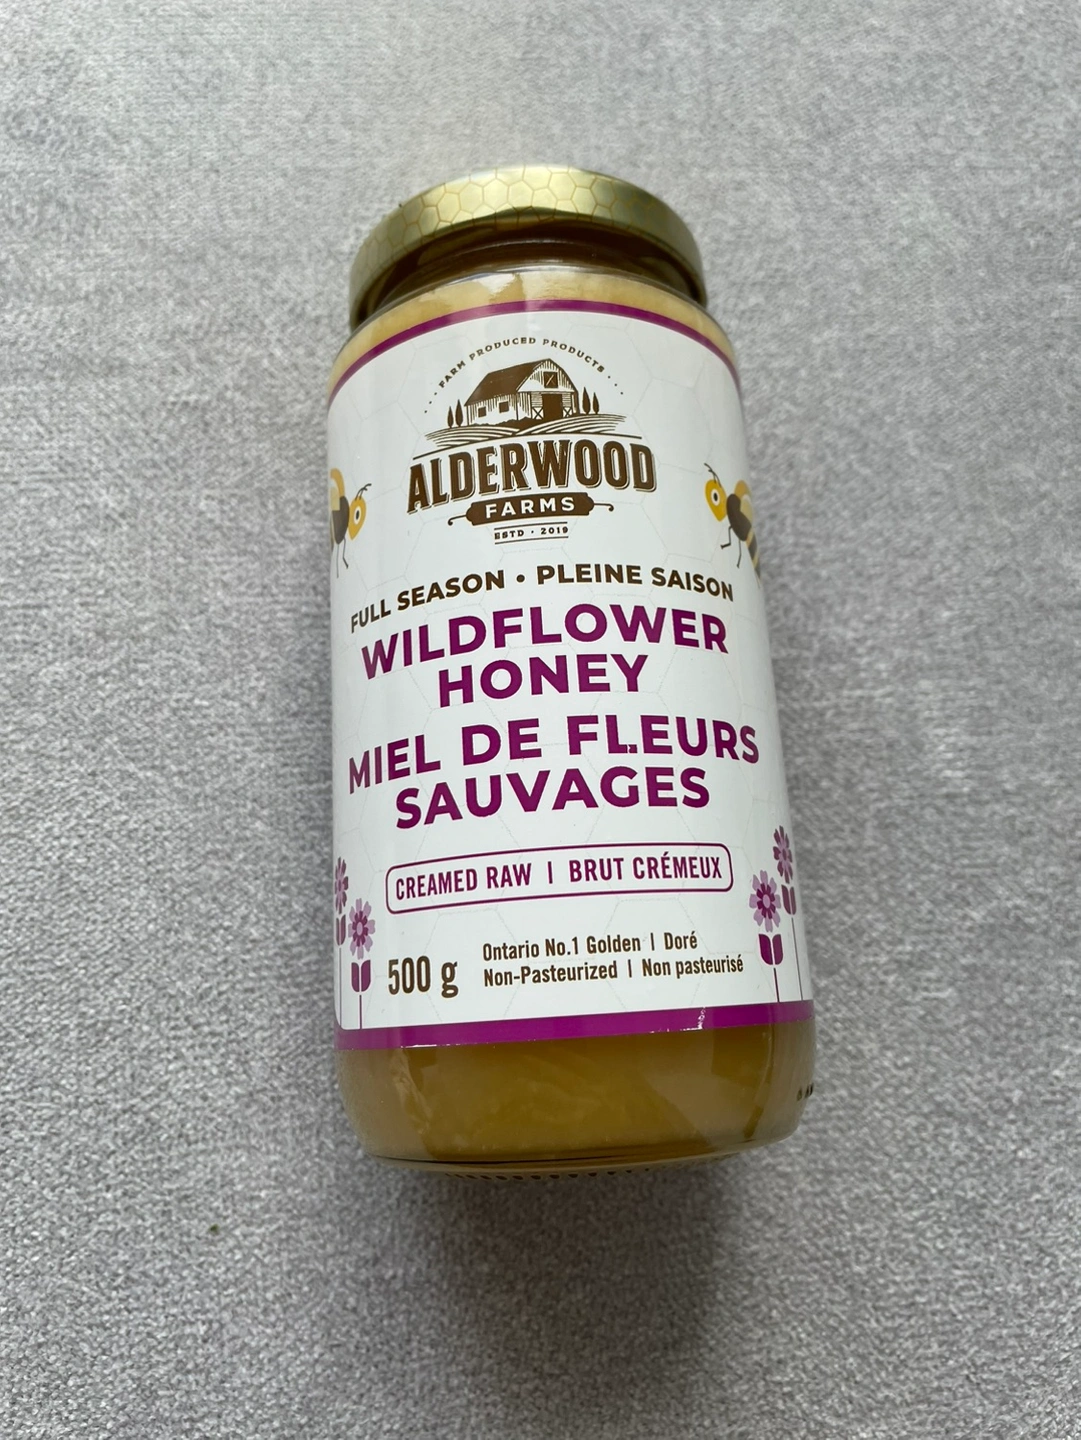 FARM PRODUCED PRODUCTS
ALDERWOOD
FARMS
ESTD · 2019
FULL SEASON • PLEINE SAISON
WILDFLOWER
HONEY
MIEL DE FLEURS
SAUVAGES
CREAMED RAW | BRUT CRÉMEUX
500 g
Ontario No.1 Golden | Doré
Non-Pasteurized | Non pasteurisé